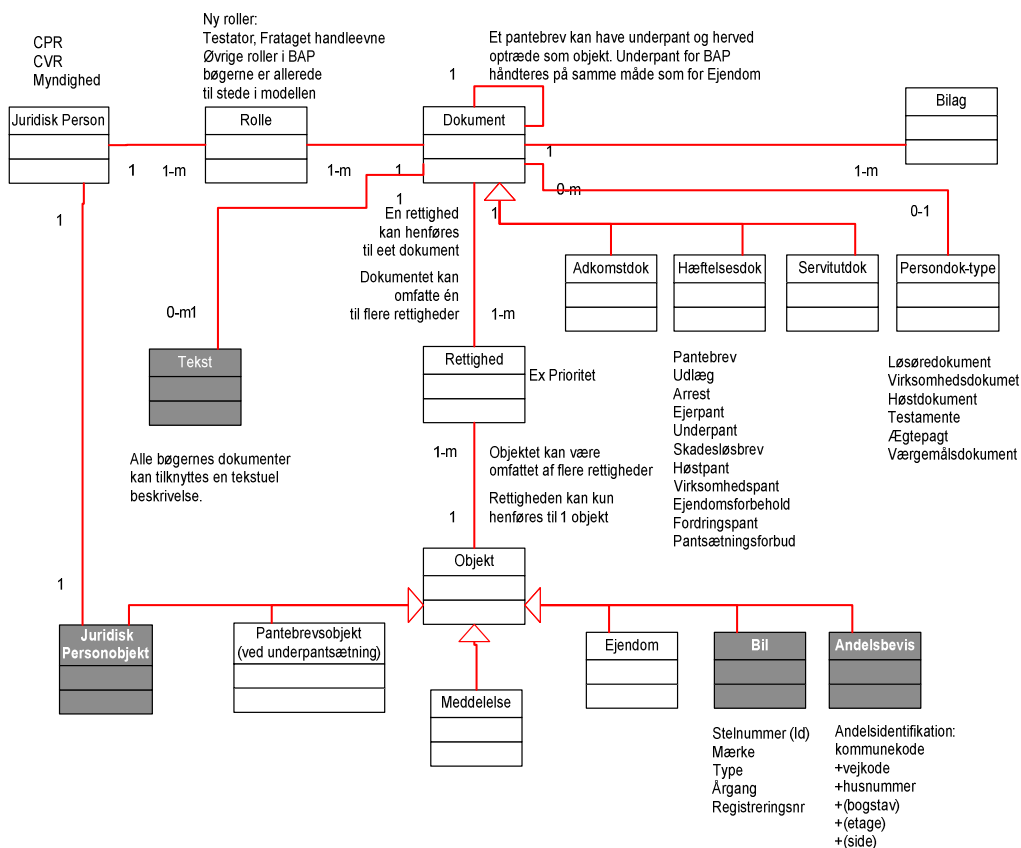 Ny roller:
Testator, Frataget handleevne
Øvrige roller i BAP
bøgerne er allerede
til stede i modellen
CPR
CVR
Myndighed
Et pantebrev kan have underpant og herved
optræde som objekt. Underpant for BAP
håndteres på samme måde som for Ejendom
1
Juridisk Person
Rolle
Dokument
Bilag
1
1-m
1-m
1
1
1
1-m
0-m
0-1
1
1
En rettighed
kan henføres
til eet dokument
Dokumentet kan
omfatte én
til flere rettigheder
Adkomstdok
Hæftelsesdok
Servitutdok
Persondok-type
0-m1
1-m
Tekst
Rettighed
Ex Prioritet
Pantebrev
Udlæg
Arrest
Ejerpant
Underpant
Skadesløsbrev
Høstpant
Virksomhedspant
Ejendomsforbehold
Fordringspant
Pantsætningsforbud
Løsøredokument
Virksomhedsdokumet
Høstdokument
Testamente
Ægtepagt
Værgemålsdokument
Alle bøgernes dokumenter
kan tilknyttes en tekstuel
beskrivelse.
1-m
Objektet kan være
omfattet af flere rettigheder
Rettigheden kan kun
henføres til 1 objekt
1
Objekt
1
Juridisk
Personobjekt
Pantebrevsobjekt
(ved underpantsætning)
Meddelelse
Ejendom
Bil
Andelsbevis
Stelnummer (Id)
Mærke
Type
Årgang
Registreringsnr
Andelsidentifikation:
kommunekode
+vejkode
+husnummer
+(bogstav)
+(etage)
+(side)